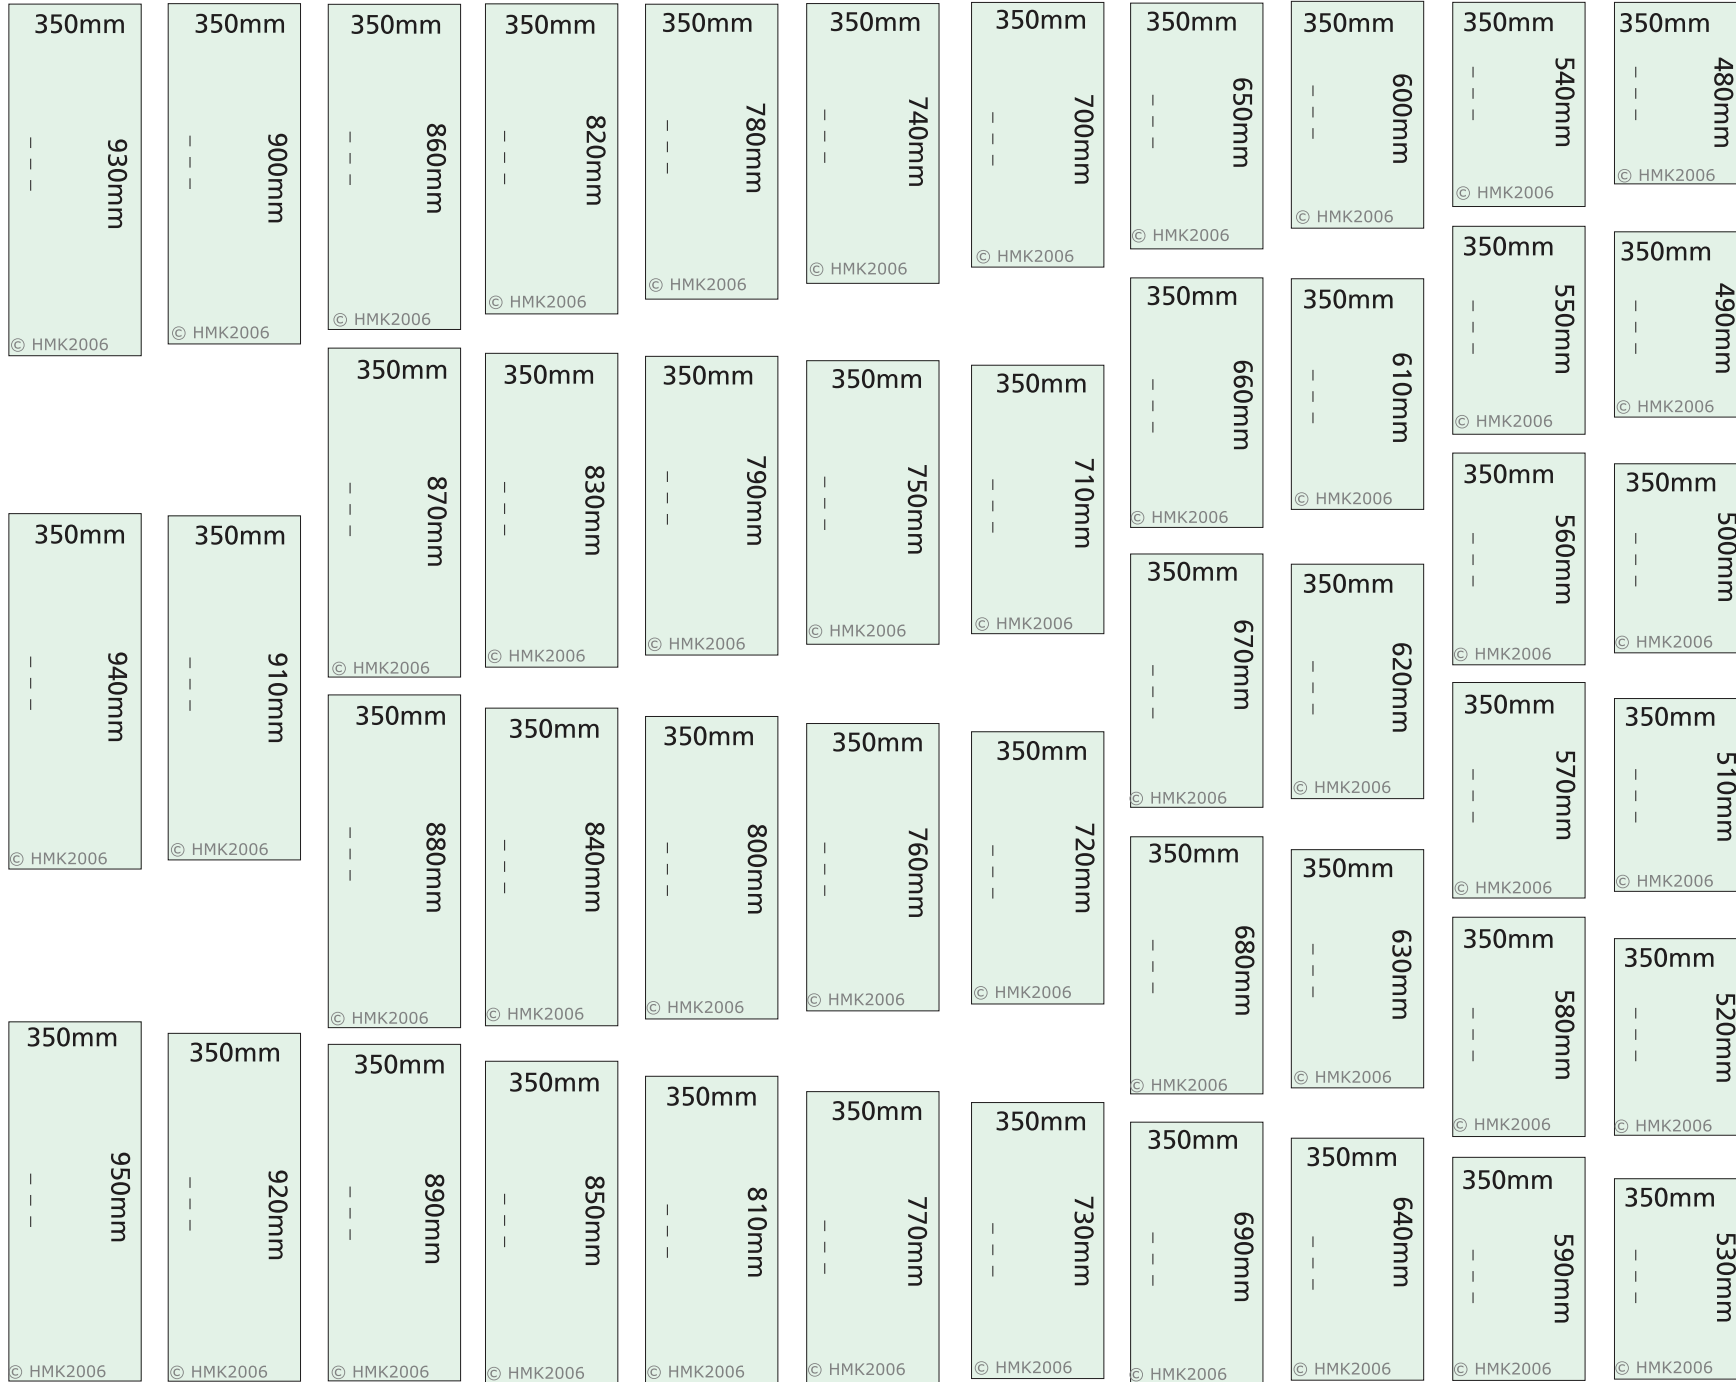 350mm
930mm
© HMK2006
350mm
940mm
© HMK2006
350mm
950mm
© HMK2006
350mm
900mm
© HMK2006
350mm
910mm
© HMK2006
350mm
920mm
© HMK2006
350mm
860mm
© HMK2006
350mm
870mm
© HMK2006
350mm
880mm
© HMK2006
350mm
890mm
© HMK2006
350mm
820mm
© HMK2006
350mm
830mm
© HMK2006
350mm
840mm
© HMK2006
350mm
850mm
© HMK2006
350mm
780mm
© HMK2006
350mm
790mm
© HMK2006
350mm
800mm
© HMK2006
350mm
810mm
© HMK2006
350mm
740mm
© HMK2006
350mm
750mm
© HMK2006
350mm
760mm
© HMK2006
350mm
770mm
© HMK2006
350mm
700mm
© HMK2006
350mm
710mm
© HMK2006
350mm
720mm
© HMK2006
350mm
730mm
© HMK2006
350mm
650mm
© HMK2006
350mm
660mm
© HMK2006
350mm
670mm
© HMK2006
350mm
680mm
© HMK2006
350mm
690mm
© HMK2006
350mm
600mm
© HMK2006
350mm
610mm
© HMK2006
350mm
620mm
© HMK2006
350mm
630mm
© HMK2006
350mm
640mm
© HMK2006
350mm
540mm
© HMK2006
350mm
550mm
© HMK2006
350mm
560mm
© HMK2006
350mm
570mm
© HMK2006
350mm
580mm
© HMK2006
350mm
590mm
© HMK2006
350mm
480mm
© HMK2006
350mm
490mm
© HMK2006
350mm
500mm
© HMK2006
350mm
510mm
© HMK2006
350mm
520mm
© HMK2006
350mm
530mm
© HMK2006